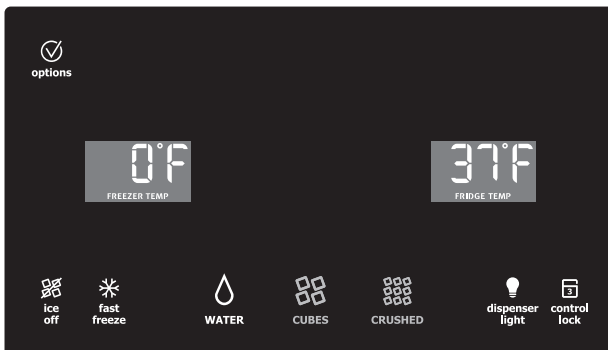 options
0°F
FREEZER TEMP
37°F
FRIDGE TEMP
ice
off
fast
freeze
WATER
CUBES
CRUSHED
dispenser
light
3
control
lock